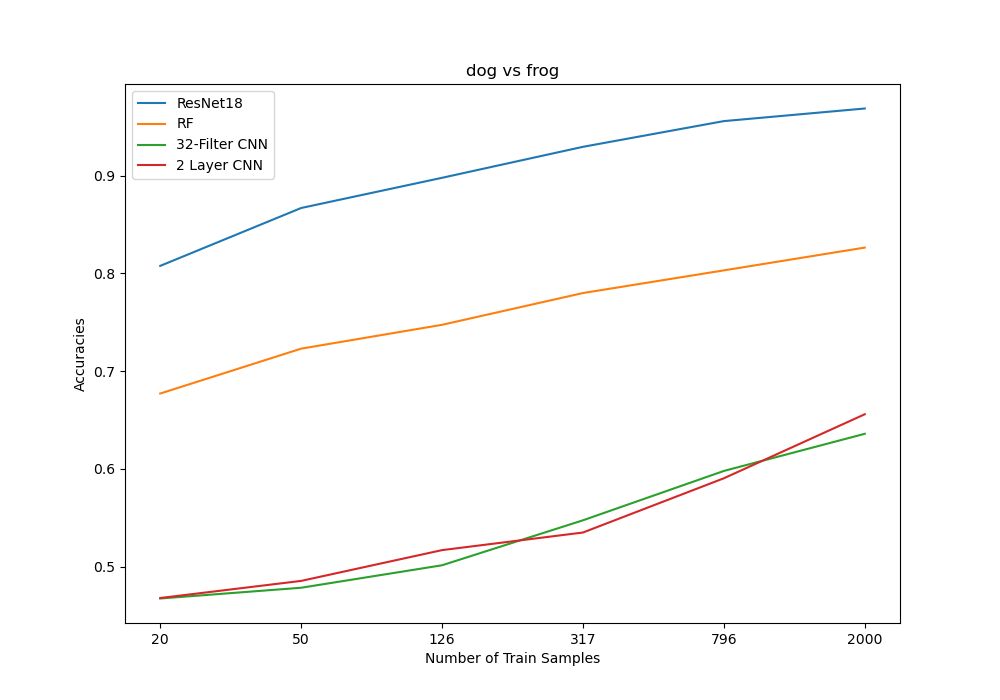 dog vs frog
ResNet18
RF
32-Filter CNN
2 Layer CNN
Accuracies
0.9
0.8
0.7
0.6
0.5
20 50 126 317 796 2000
Number of Train Samples